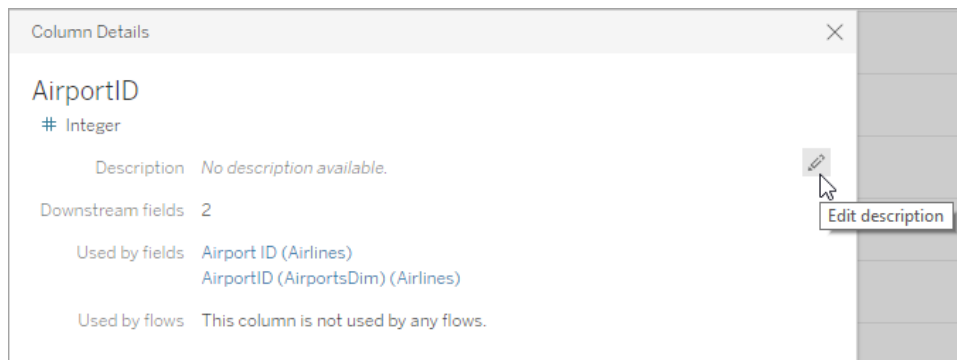 Column Details
AirportID
# Integer
Description No description available.
Downstream fields 2
Edit description
Used by fields Airport ID (Airlines)
AirportID (AirportsDim) (Airlines)
Used by flows This column is not used by any flows.